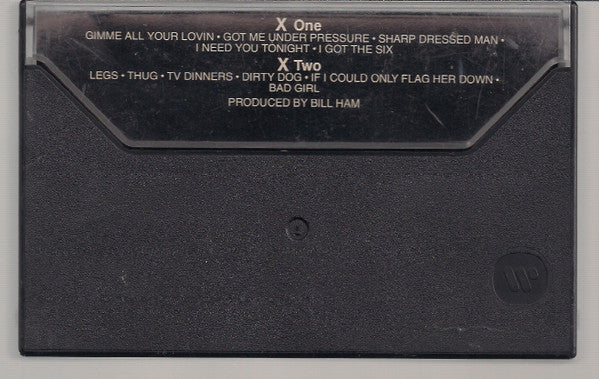 X One
GIMME ALL YOUR LOVIN • GOT ME UNDER PRESSURE • SHARP DRESSED MAN •
I NEED YOU TONIGHT • I GOT THE SIX
X Two
LEGS • THUG • TV DINNERS • DIRTY DOG • IF I COULD ONLY FLAG HER DOWN •
BAD GIRL
PRODUCED BY BILL HAM